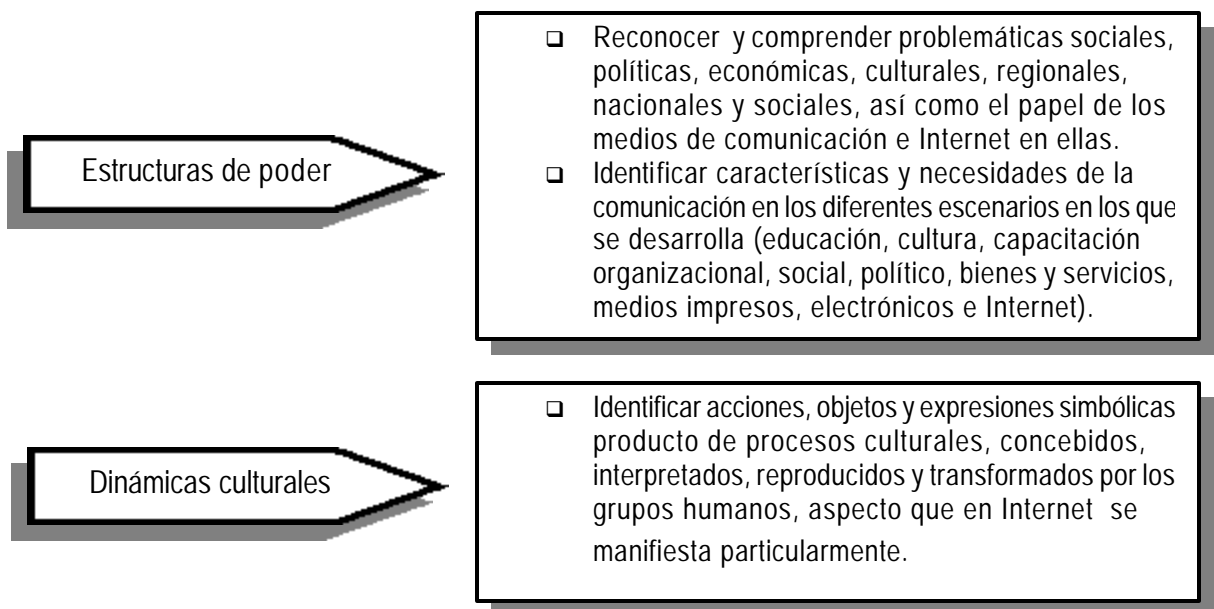 Estructuras de poder
❑ Reconocer y comprender problemáticas sociales,
políticas, económicas, culturales, regionales,
nacionales y sociales, así como el papel de los
medios de comunicación e Internet en ellas.
❑ Identificar características y necesidades de la
comunicación en los diferentes escenarios en los que
se desarrolla (educación, cultura, capacitación
organizacional, social, político, bienes y servicios,
medios impresos, electrónicos e Internet).
Dinámicas culturales
❑ Identificar acciones, objetos y expresiones simbólicas
producto de procesos culturales, concebidos,
interpretados, reproducidos y transformados por los
grupos humanos, aspecto que en Internet se
manifiesta particularmente.